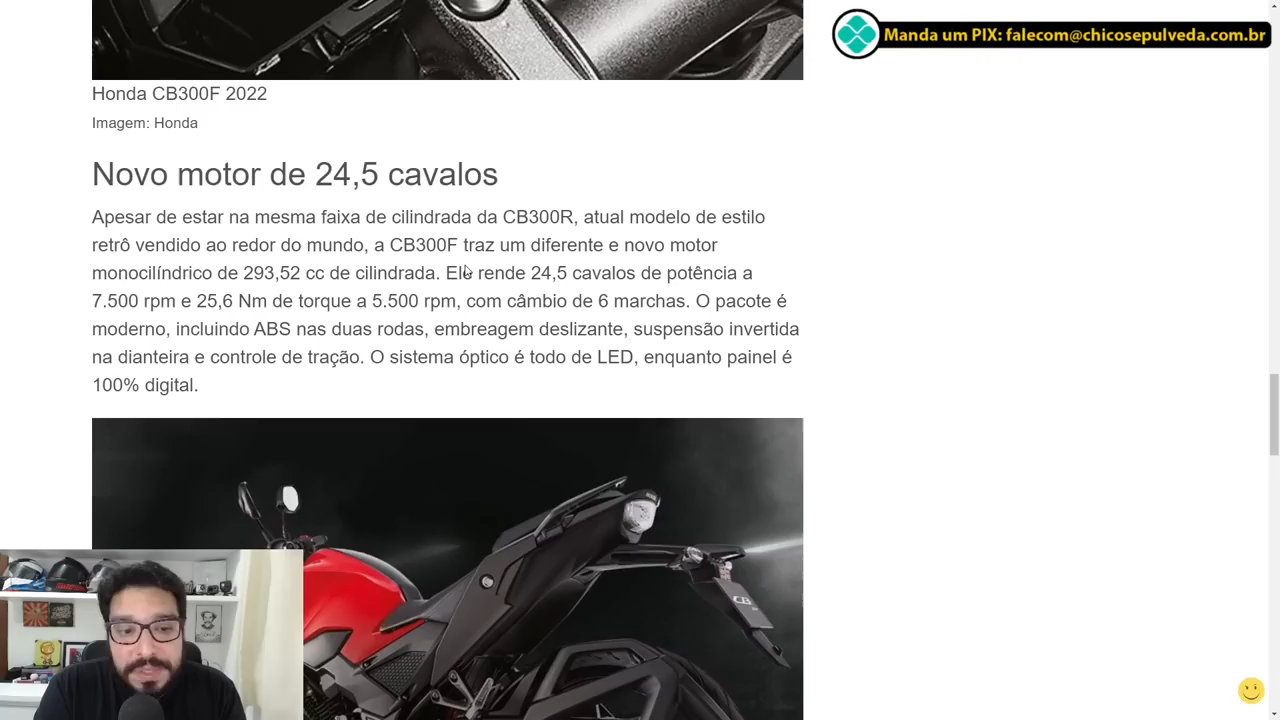 Manda um PIX: falecom@chicosepulveda.com.br
Honda CB300F 2022
Imagem: Honda
Novo motor de 24,5 cavalos
Apesar de estar na mesma faixa de cilindrada da CB300R, atual modelo de estilo
retrô vendido ao redor do mundo, a CB300F traz um diferente e novo motor
monocilíndrico de 293,52 cc de cilindrada. Ele rende 24,5 cavalos de potência a
7.500 rpm e 25,6 Nm de torque a 5.500 rpm, com câmbio de 6 marchas. O pacote é
moderno, incluindo ABS nas duas rodas, embreagem deslizante, suspensão invertida
na dianteira e controle de tração. O sistema óptico é todo de LED, enquanto painel é
100% digital.
CB